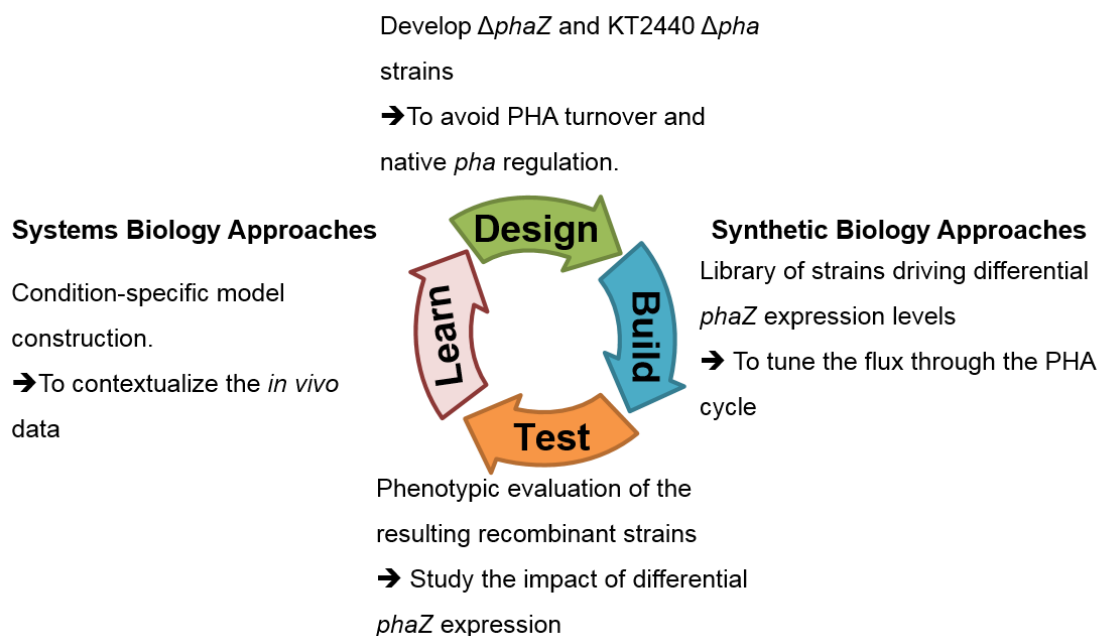 Develop ΔphaZ and KT2440 Δpha
strains
➔To avoid PHA turnover and
native pha regulation.
Systems Biology Approaches
Condition-specific model
construction.
➔To contextualize the in vivo
data
Design
Build
Test
Learn
Synthetic Biology Approaches
Library of strains driving differential
phaZ expression levels
➔ To tune the flux through the PHA
cycle
Phenotypic evaluation of the
resulting recombinant strains
➔ Study the impact of differential
phaZ expression